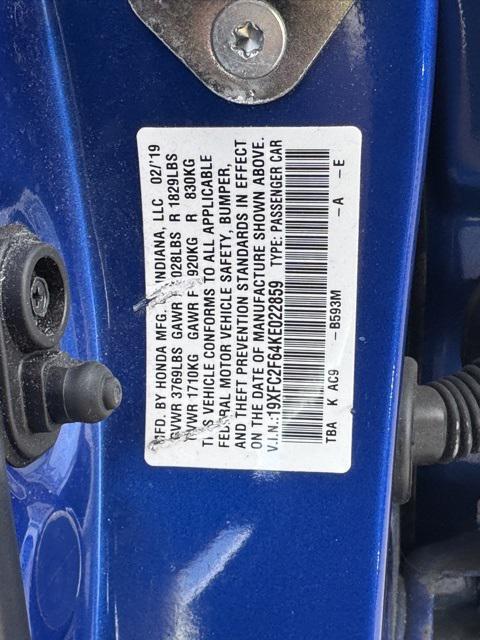 MFD. BY HONDA MFG. INDIANA, LLC 02/'19
GVWR 3769LBS GAWR F 028LBS R 1829LBS
GVWR 1710KG GAWR F 920KG R 830KG
THIS VEHICLE CONFORMS TO ALL APPLICABLE
FEDERAL MOTOR VEHICLE SAFETY, BUMPER,
AND THEFT PREVENTION STANDARDS IN EFFECT
ON THE DATE OF MANUFACTURE SHOWN ABOVE.
V.I.N.:19XFC2F64KE022859 TYPE: PASSENGER CAR
TBA K AC9 -B593M -A -E